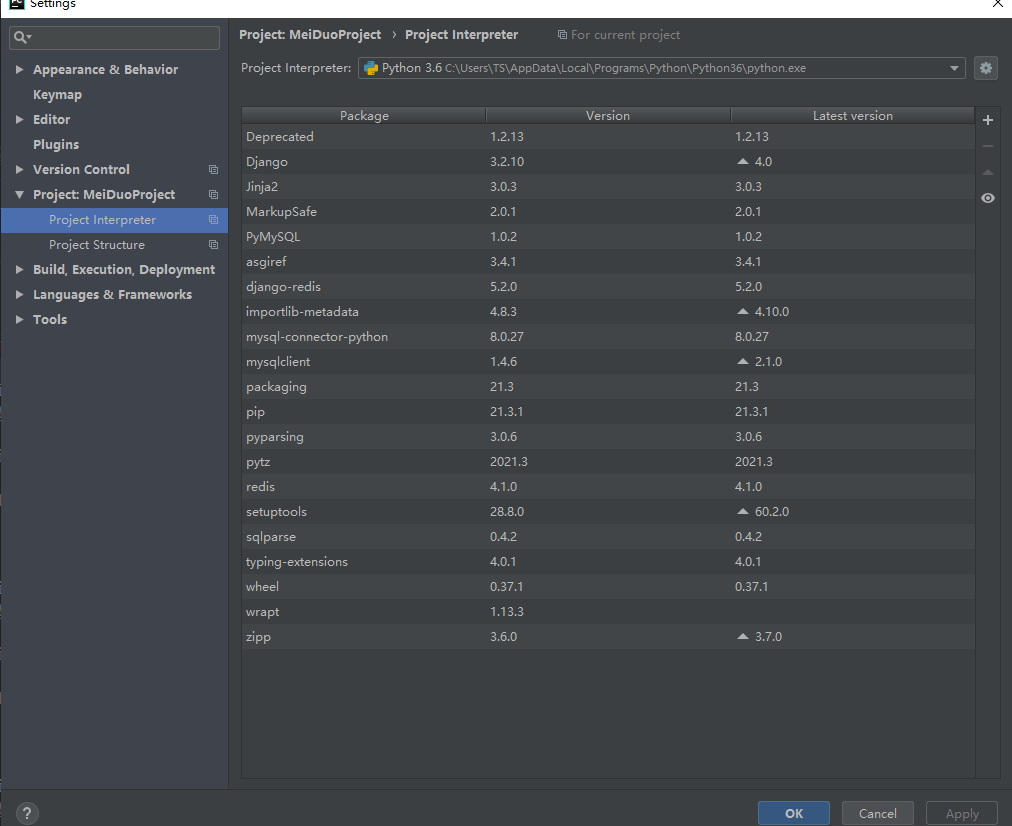 Settings
Project: MeiDuoProject › Project Interpreter For current project
Project Interpreter: Python 3.6 C:\Users\TS\AppData\Local\Programs\Python\Python36\python.exe
Appearance & Behavior
Keymap
Editor
Plugins
Version Control
Project: MeiDuoProject
Project Interpreter
Project Structure
Build, Execution, Deployment
Languages & Frameworks
Tools
Package Version Latest version
Deprecated 1.2.13 1.2.13
Django 3.2.10 4.0
Jinja2 3.0.3 3.0.3
MarkupSafe 2.0.1 2.0.1
PyMySQL 1.0.2 1.0.2
asgiref 3.4.1 3.4.1
django-redis 5.2.0 5.2.0
importlib-metadata 4.8.3 4.10.0
mysql-connector-python 8.0.27 8.0.27
mysqlclient 1.4.6 2.1.0
packaging 21.3 21.3
pip 21.3.1 21.3.1
pyparsing 3.0.6 3.0.6
pytz 2021.3 2021.3
redis 4.1.0 4.1.0
setuptools 28.8.0 60.2.0
sqlparse 0.4.2 0.4.2
typing-extensions 4.0.1 4.0.1
wheel 0.37.1 0.37.1
wrapt 1.13.3
zipp 3.6.0 3.7.0
? OK Cancel Apply